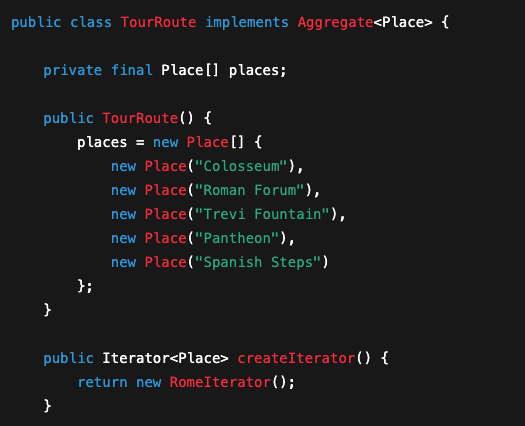 public class TourRoute implements Aggregate<Place> {
private final Place[] places;
public TourRoute() {
places = new Place[] {
new Place("Colosseum"),
new Place("Roman Forum"),
new Place("Trevi Fountain"),
new Place("Pantheon"),
new Place("Spanish Steps")
};
}
public Iterator<Place> createIterator() {
return new RomeIterator();
}